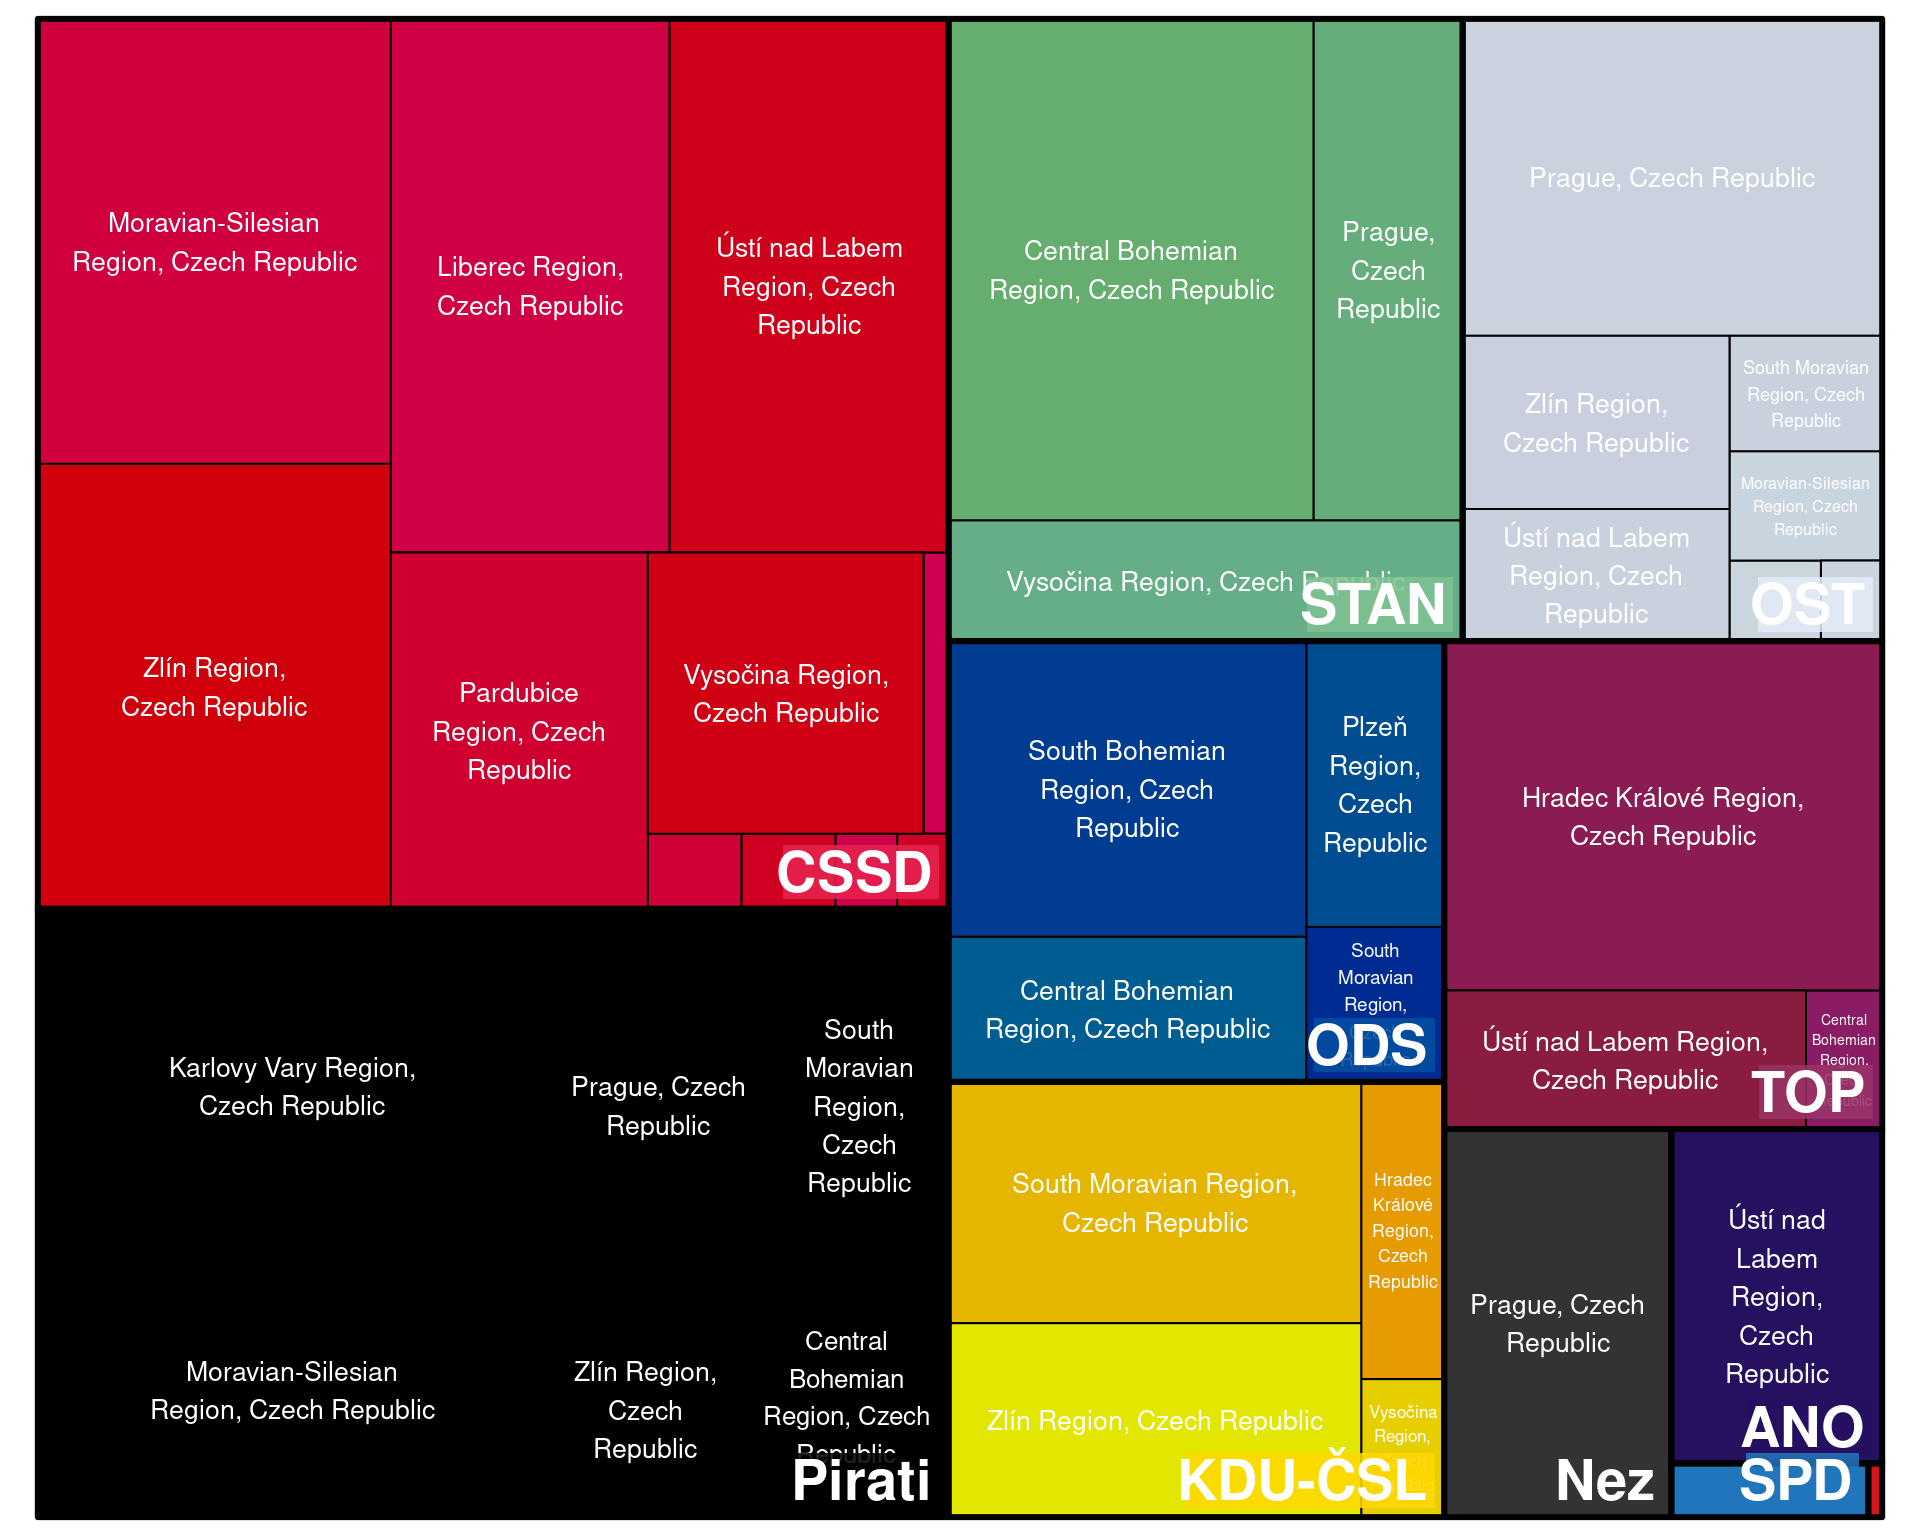 Moravian-Silesian
Region, Czech Republic
Liberec Region,
Czech Republic
Ústí nad Labem
Region, Czech
Republic
Zlín Region,
Czech Republic
Pardubice
Region, Czech
Republic
Vysočina Region,
Czech Republic
CSSD
Central Bohemian
Region, Czech Republic
Prague,
Czech
Republic
Vysočina Region, Czech Republic
STAN
Prague, Czech Republic
Zlín Region,
Czech Republic
South Moravian
Region, Czech
Republic
Moravian-Silesian
Region, Czech
Republic
Ústí nad Labem
Region, Czech
Republic
OST
South Bohemian
Region, Czech
Republic
Plzeň
Region,
Czech
Republic
Central Bohemian
Region, Czech Republic
South
Moravian
Region,
ODS
Hradec Králové Region,
Czech Republic
Ústí nad Labem Region,
Czech Republic
Central
Bohemian
Region,
TOP
Karlovy Vary Region,
Czech Republic
Prague, Czech
Republic
South
Moravian
Region,
Czech
Republic
Moravian-Silesian
Region, Czech Republic
Zlín Region,
Czech
Republic
Central
Bohemian
Region, Czech
Republic
Pirati
South Moravian Region,
Czech Republic
Hradec
Králové
Region,
Czech
Republic
Zlín Region, Czech Republic
Vysočina
Region,
KDU-ČSL
Prague, Czech
Republic
Nez
Ústí nad
Labem
Region,
Czech
Republic
ANO
SPD